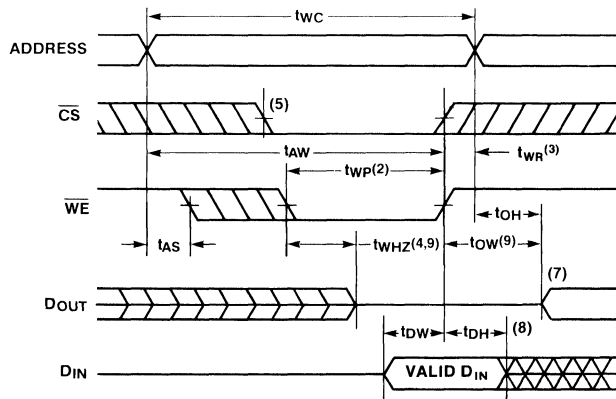 tWC
ADDRESS
CS (5)
tAW tWR(3)
tWP(2)
WE
tOH
tAS tWHZ(4,9) tOW(9)
(7)
DOUT
tDW tDH (8)
DIN VALID DIN